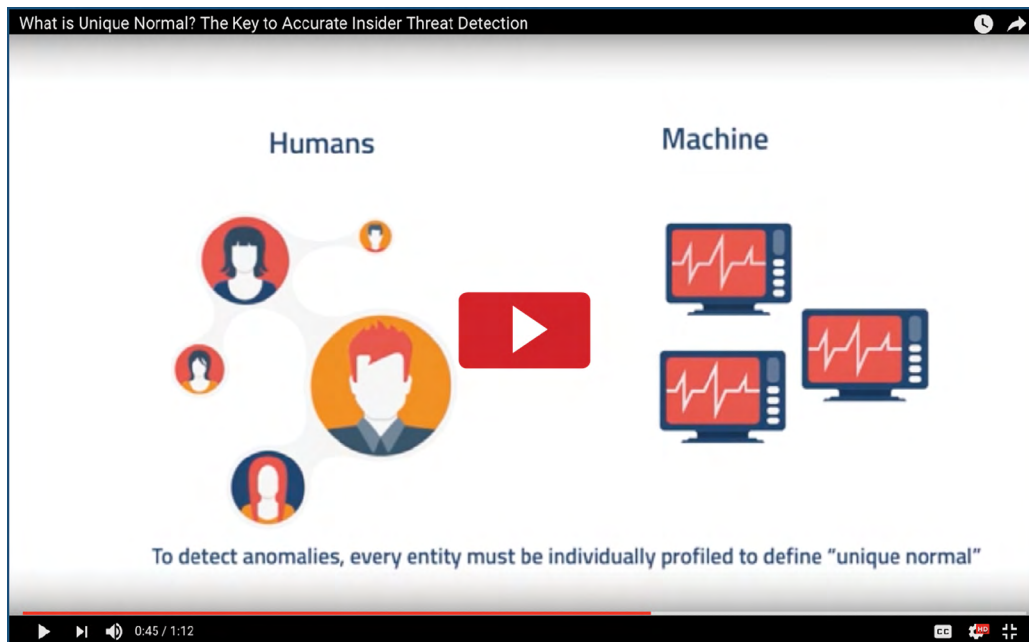 What is Unique Normal? The Key to Accurate Insider Threat Detection
Humans
Machine
To detect anomalies, every entity must be individually profiled to define “unique normal”
0:45 / 1:12
CC
HD